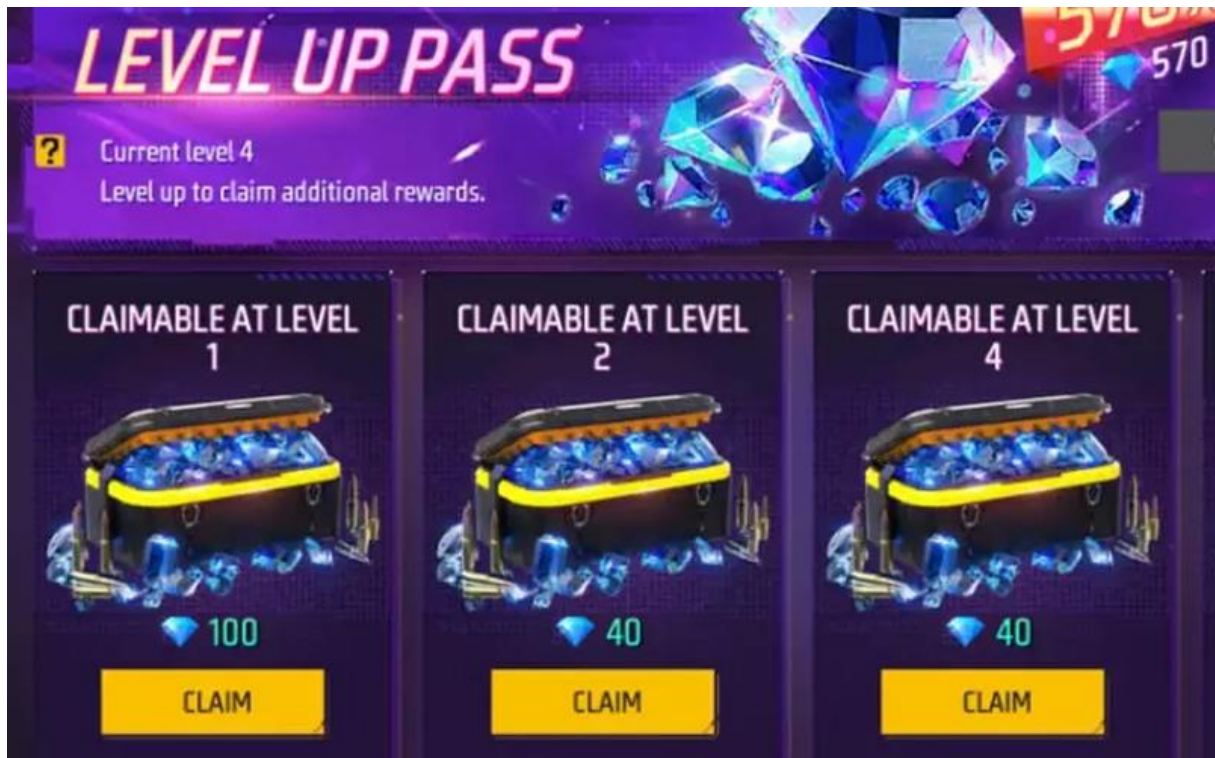 LEVEL UP PASS
570
?
Current level 4
Level up to claim additional rewards.
CLAIMABLE AT LEVEL
1
CLAIMABLE AT LEVEL
2
CLAIMABLE AT LEVEL
4
100
40
40
CLAIM
CLAIM
CLAIM